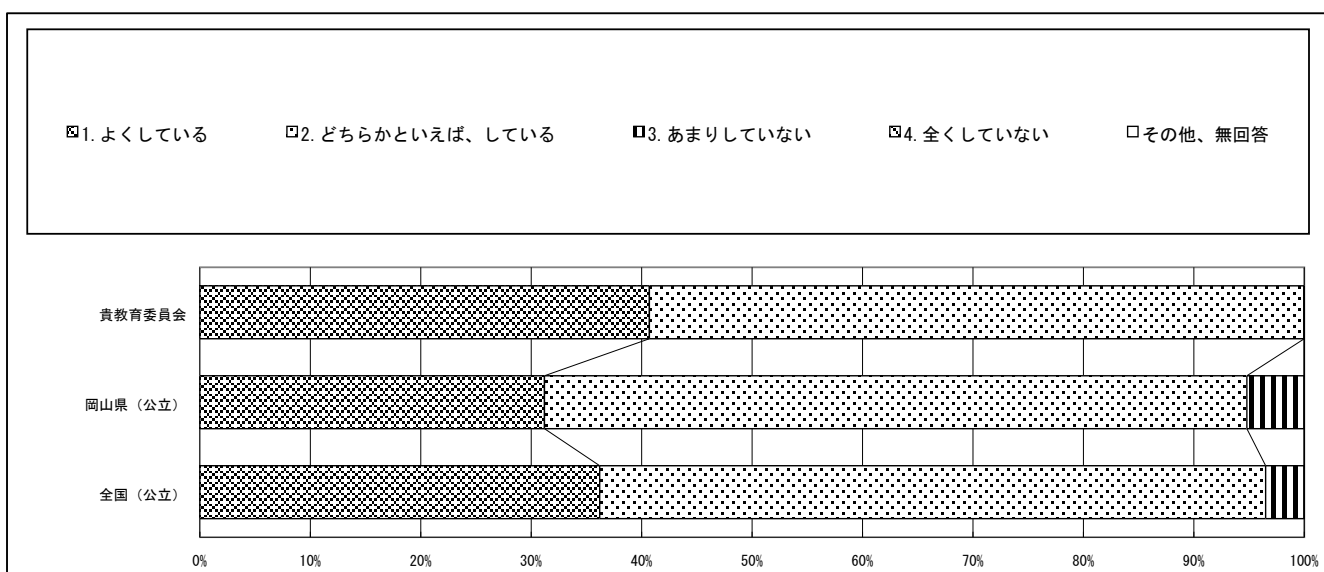 1.よくしている 2.どちらかといえば、している 3.あまりしていない 4.全くしていない その他、無回答
貴教育委員会
岡山県（公立）
全国（公立）
0% 10% 20% 30% 40% 50% 60% 70% 80% 90% 100%